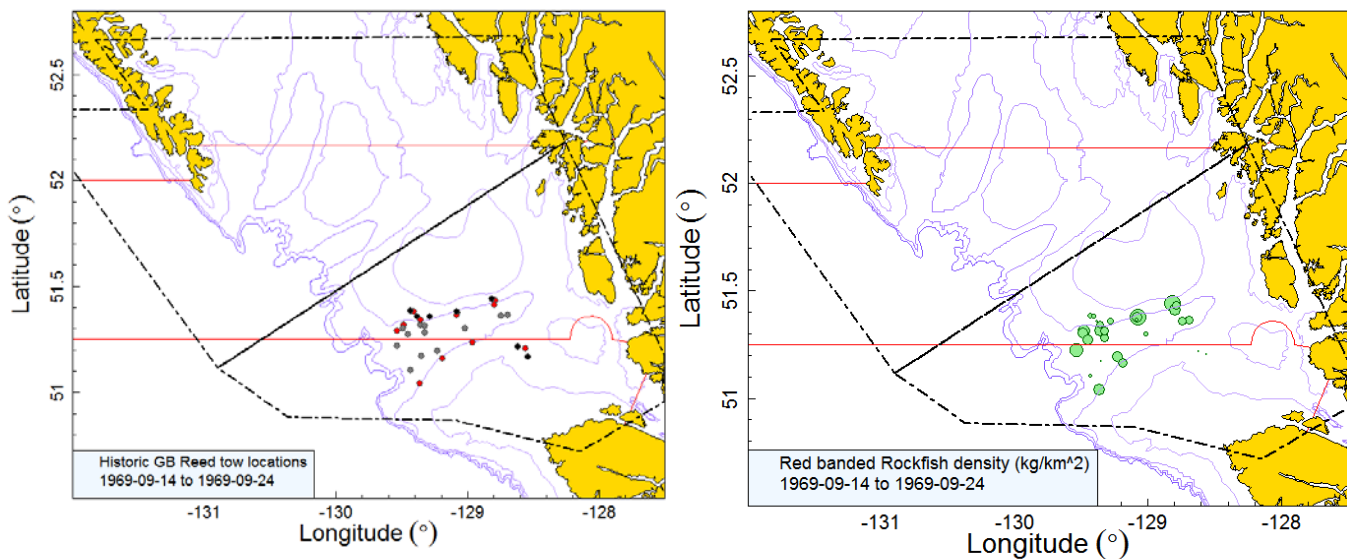 52.5
52
51.5
51
Latitude (°)
Historic GB Reed tow locations
1969-09-14 to 1969-09-24
-131
-130
-129
-128
Longitude (°)
52.5
52
51.5
51
Latitude (°)
Red banded Rockfish density (kg/km^2)
1969-09-14 to 1969-09-24
-131
-130
-129
-128
Longitude (°)